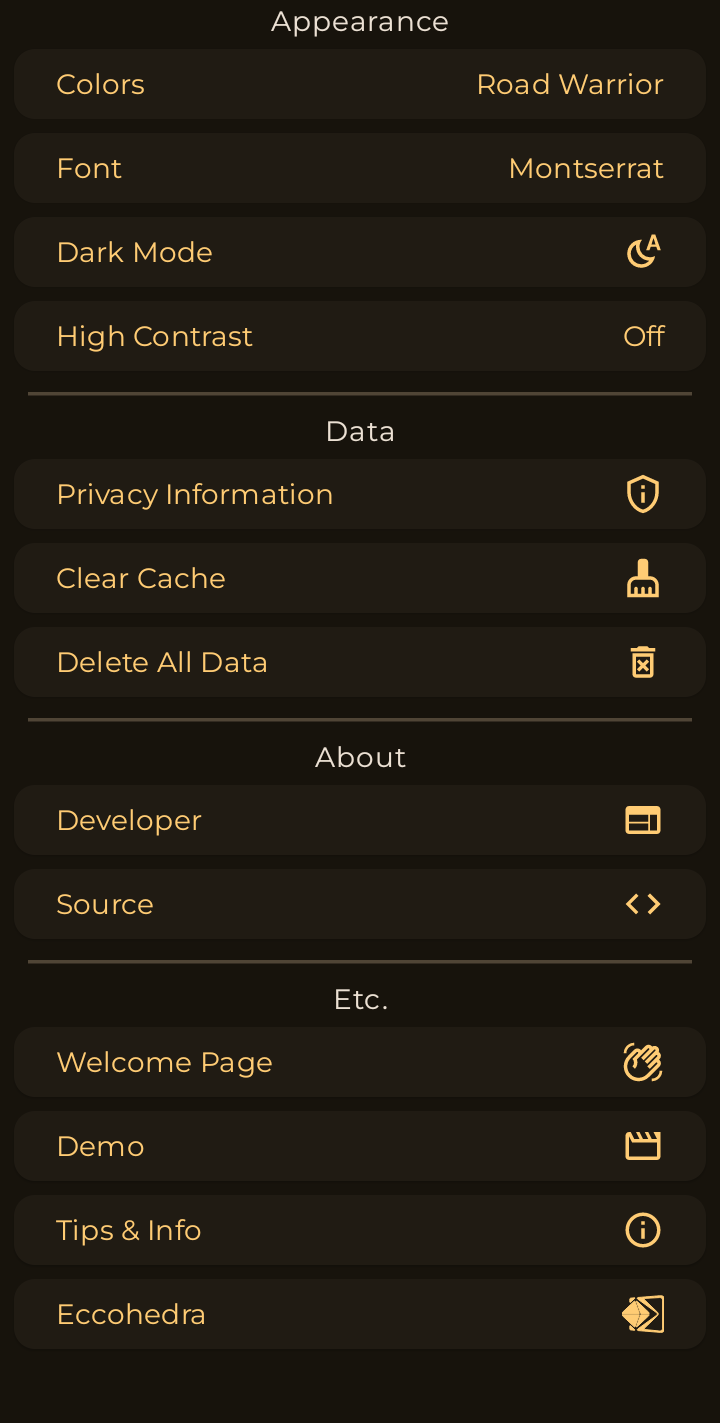 Appearance
Colors Road Warrior
Font Montserrat
Dark Mode A
High Contrast Off
Data
Privacy Information
Clear Cache
Delete All Data
About
Developer
Source
Etc.
Welcome Page
Demo
Tips & Info
Eccohedra